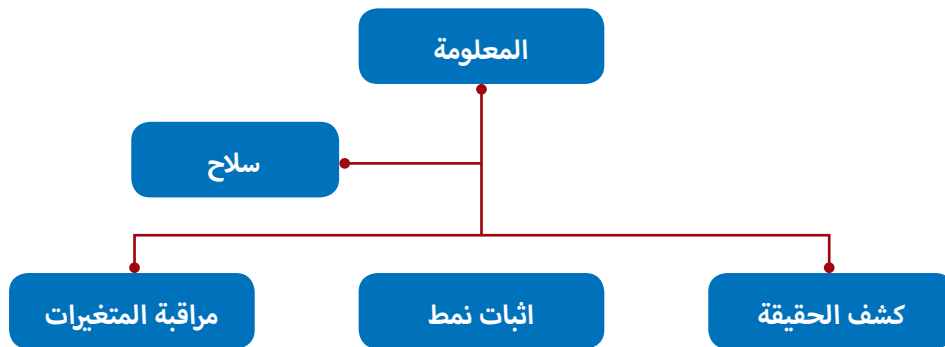 المعلومة
سلاح
كشف الحقيقة
اثبات نمط
مراقبة المتغيرات